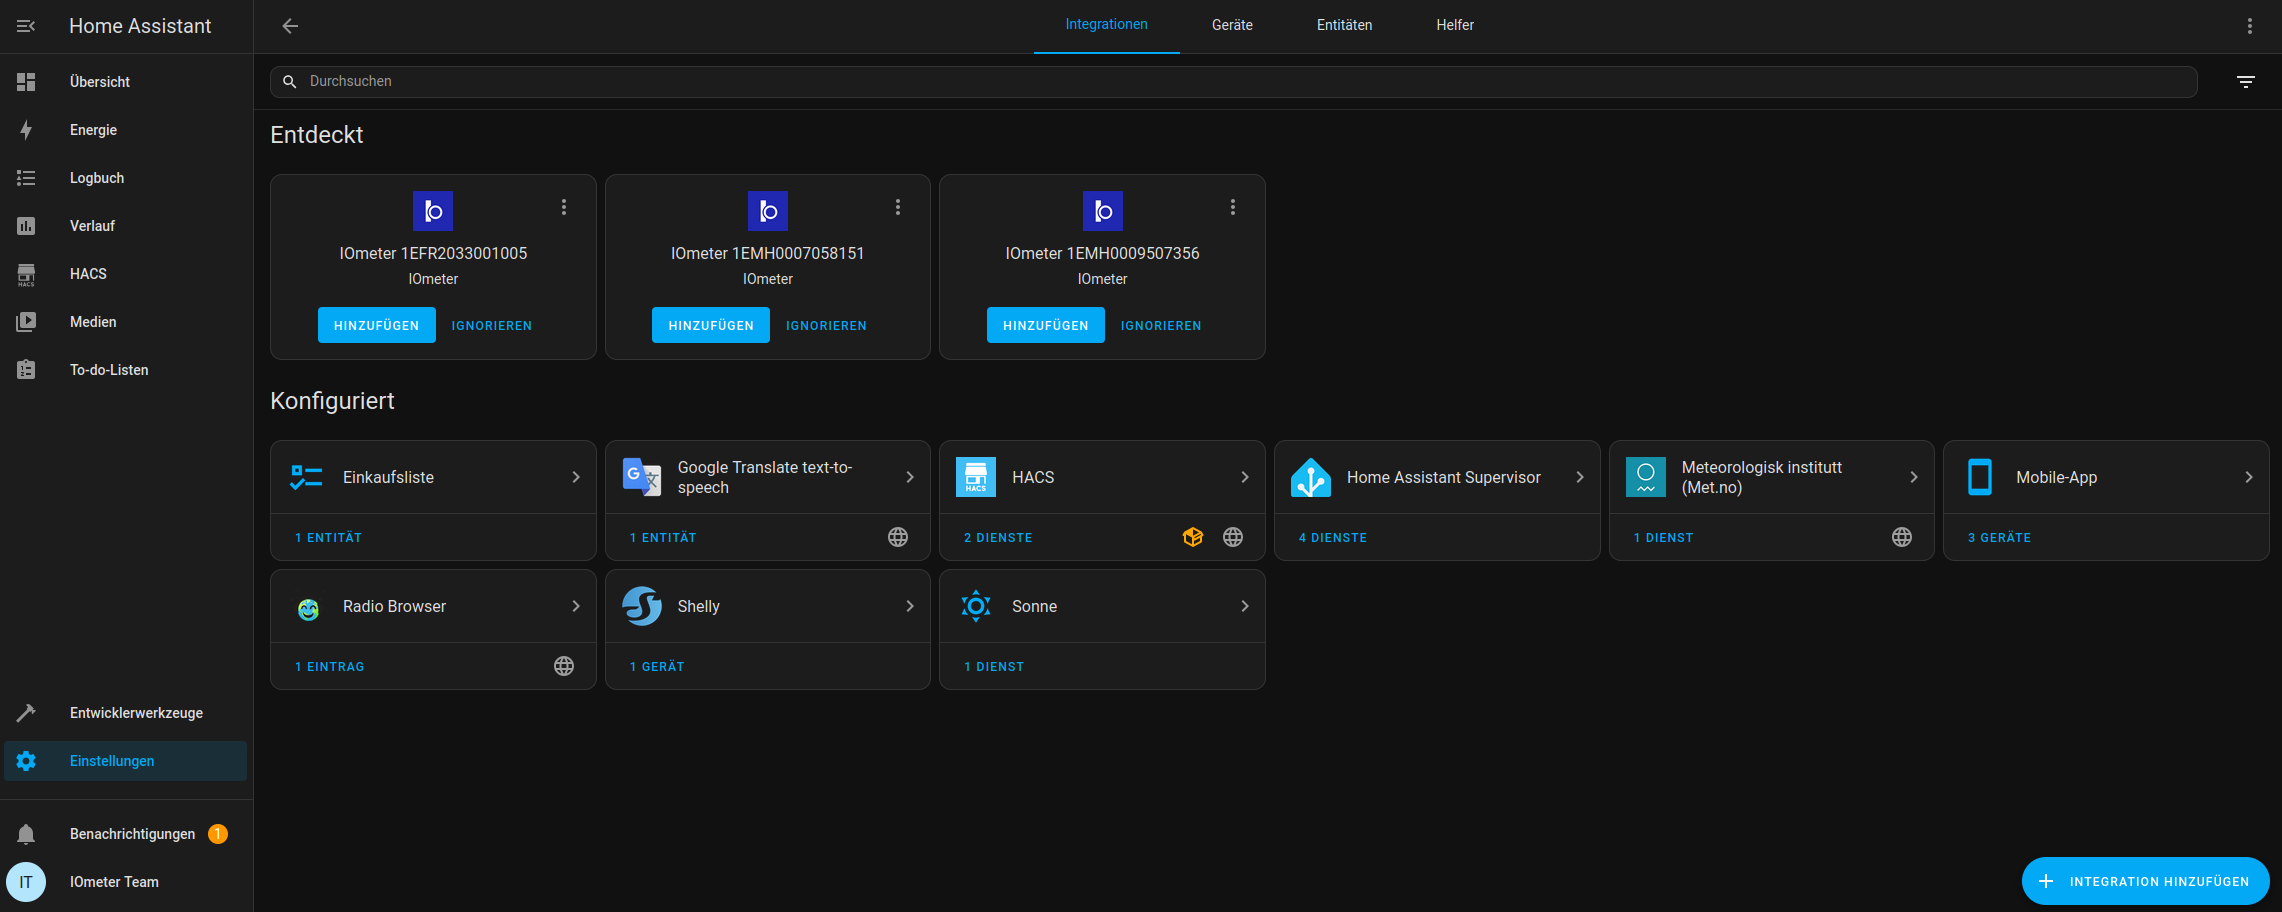 Home Assistant
Integrationen
Geräte
Entitäten
Helfer
Übersicht
Energie
Logbuch
Verlauf
HACS
HACS
Medien
To-do-Listen
Entwicklerwerkzeuge
Einstellungen
Benachrichtigungen 1
IT IOmeter Team
Durchsuchen
Entdeckt
IOmeter 1EFR2033001005
IOmeter
HINZUFÜGEN IGNORIEREN
IOmeter 1EMH0007058151
IOmeter
HINZUFÜGEN IGNORIEREN
IOmeter 1EMH0009507356
IOmeter
HINZUFÜGEN IGNORIEREN
Konfiguriert
Einkaufsliste
1 ENTITÄT
G 文
Google Translate text-to-
speech
1 ENTITÄT
HACS
HACS
2 DIENSTE
Home Assistant Supervisor
4 DIENSTE
Meteorologisk institutt
(Met.no)
1 DIENST
Mobile-App
3 GERÄTE
Radio Browser
1 EINTRAG
Shelly
1 GERÄT
Sonne
1 DIENST
INTEGRATION HINZUFÜGEN